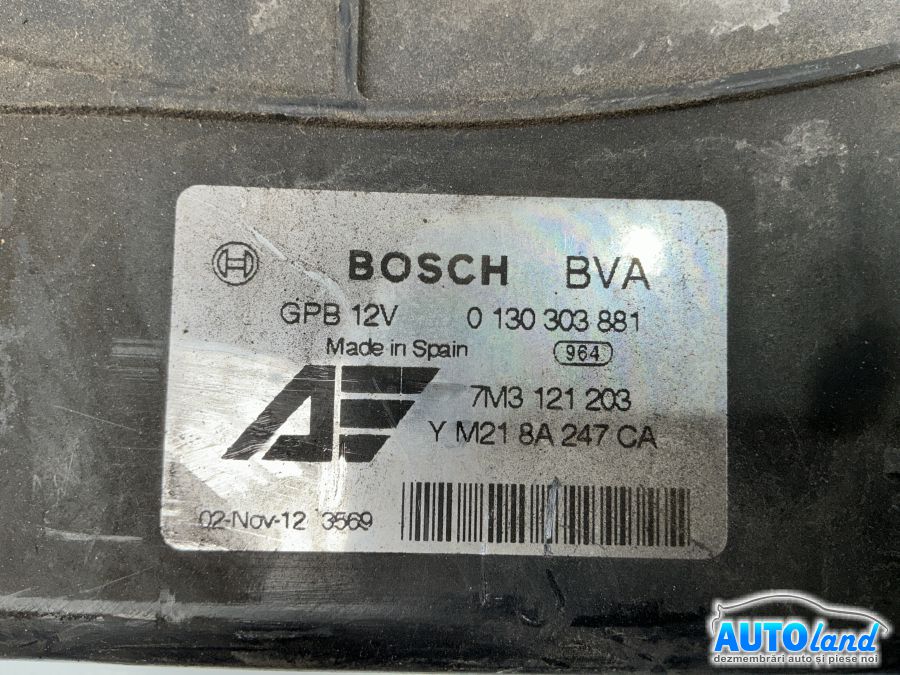 BOSCH BVA
GPB 12V 0 130 303 881
Made in Spain 964
7M3 121 203
Y M21 8A 247 CA
02-Nov-12 3569
AUTOland
dezmembrări auto și piese noi